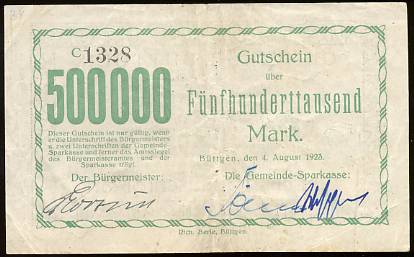 C1328
500000
Dieser Gutschein ist nur gültig, wenn
er die Unterschrift des Bürgermeisters
u. zwei Unterschriften der Gemeinde-
Sparkasse und ferner das Amtssiegel
des Bürgermeisteramtes und der
Sparkasse trägt.
Der Bürgermeister:
Gutschein
über
Fünfhunderttausend
Mark.
Büttgen, den 4. August 1923.
Die Gemeinde-Sparkasse:
Büttgen.